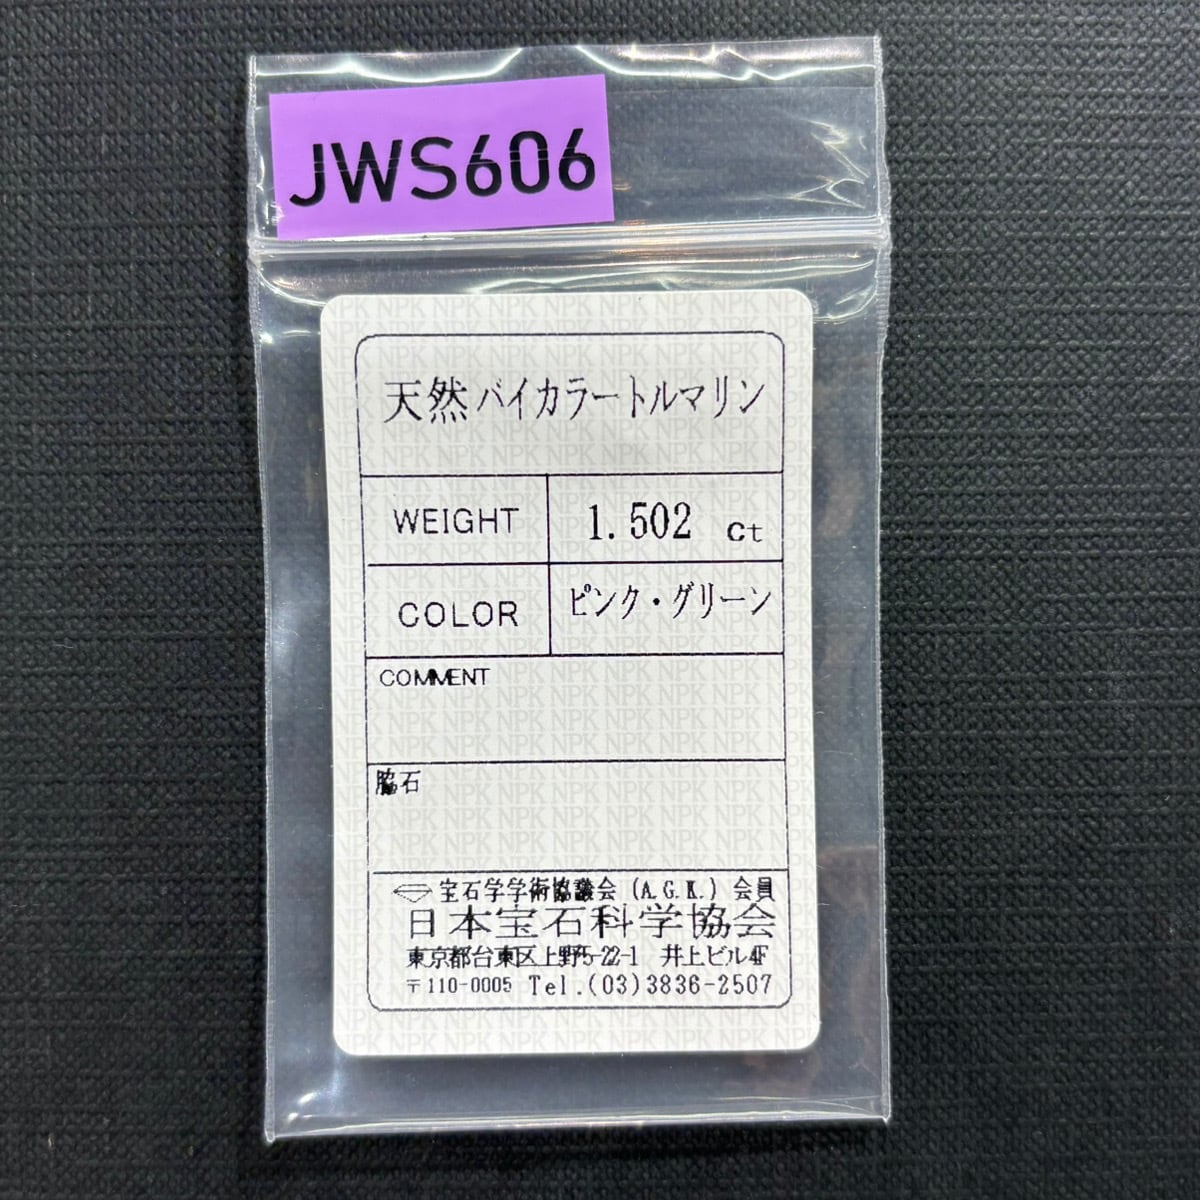 JWS606
天然バイカラートルマリン
WEIGHT 1.502 ct
COLOR ピンク・グリーン
COMMENT
脇石
宝石学学術協議会 (A.G.K.) 会員
日本宝石科学協会
東京都台東区上野5-22-1 井上ビル4F
〒110-0005 Tel.(03)3836-2507
NPK